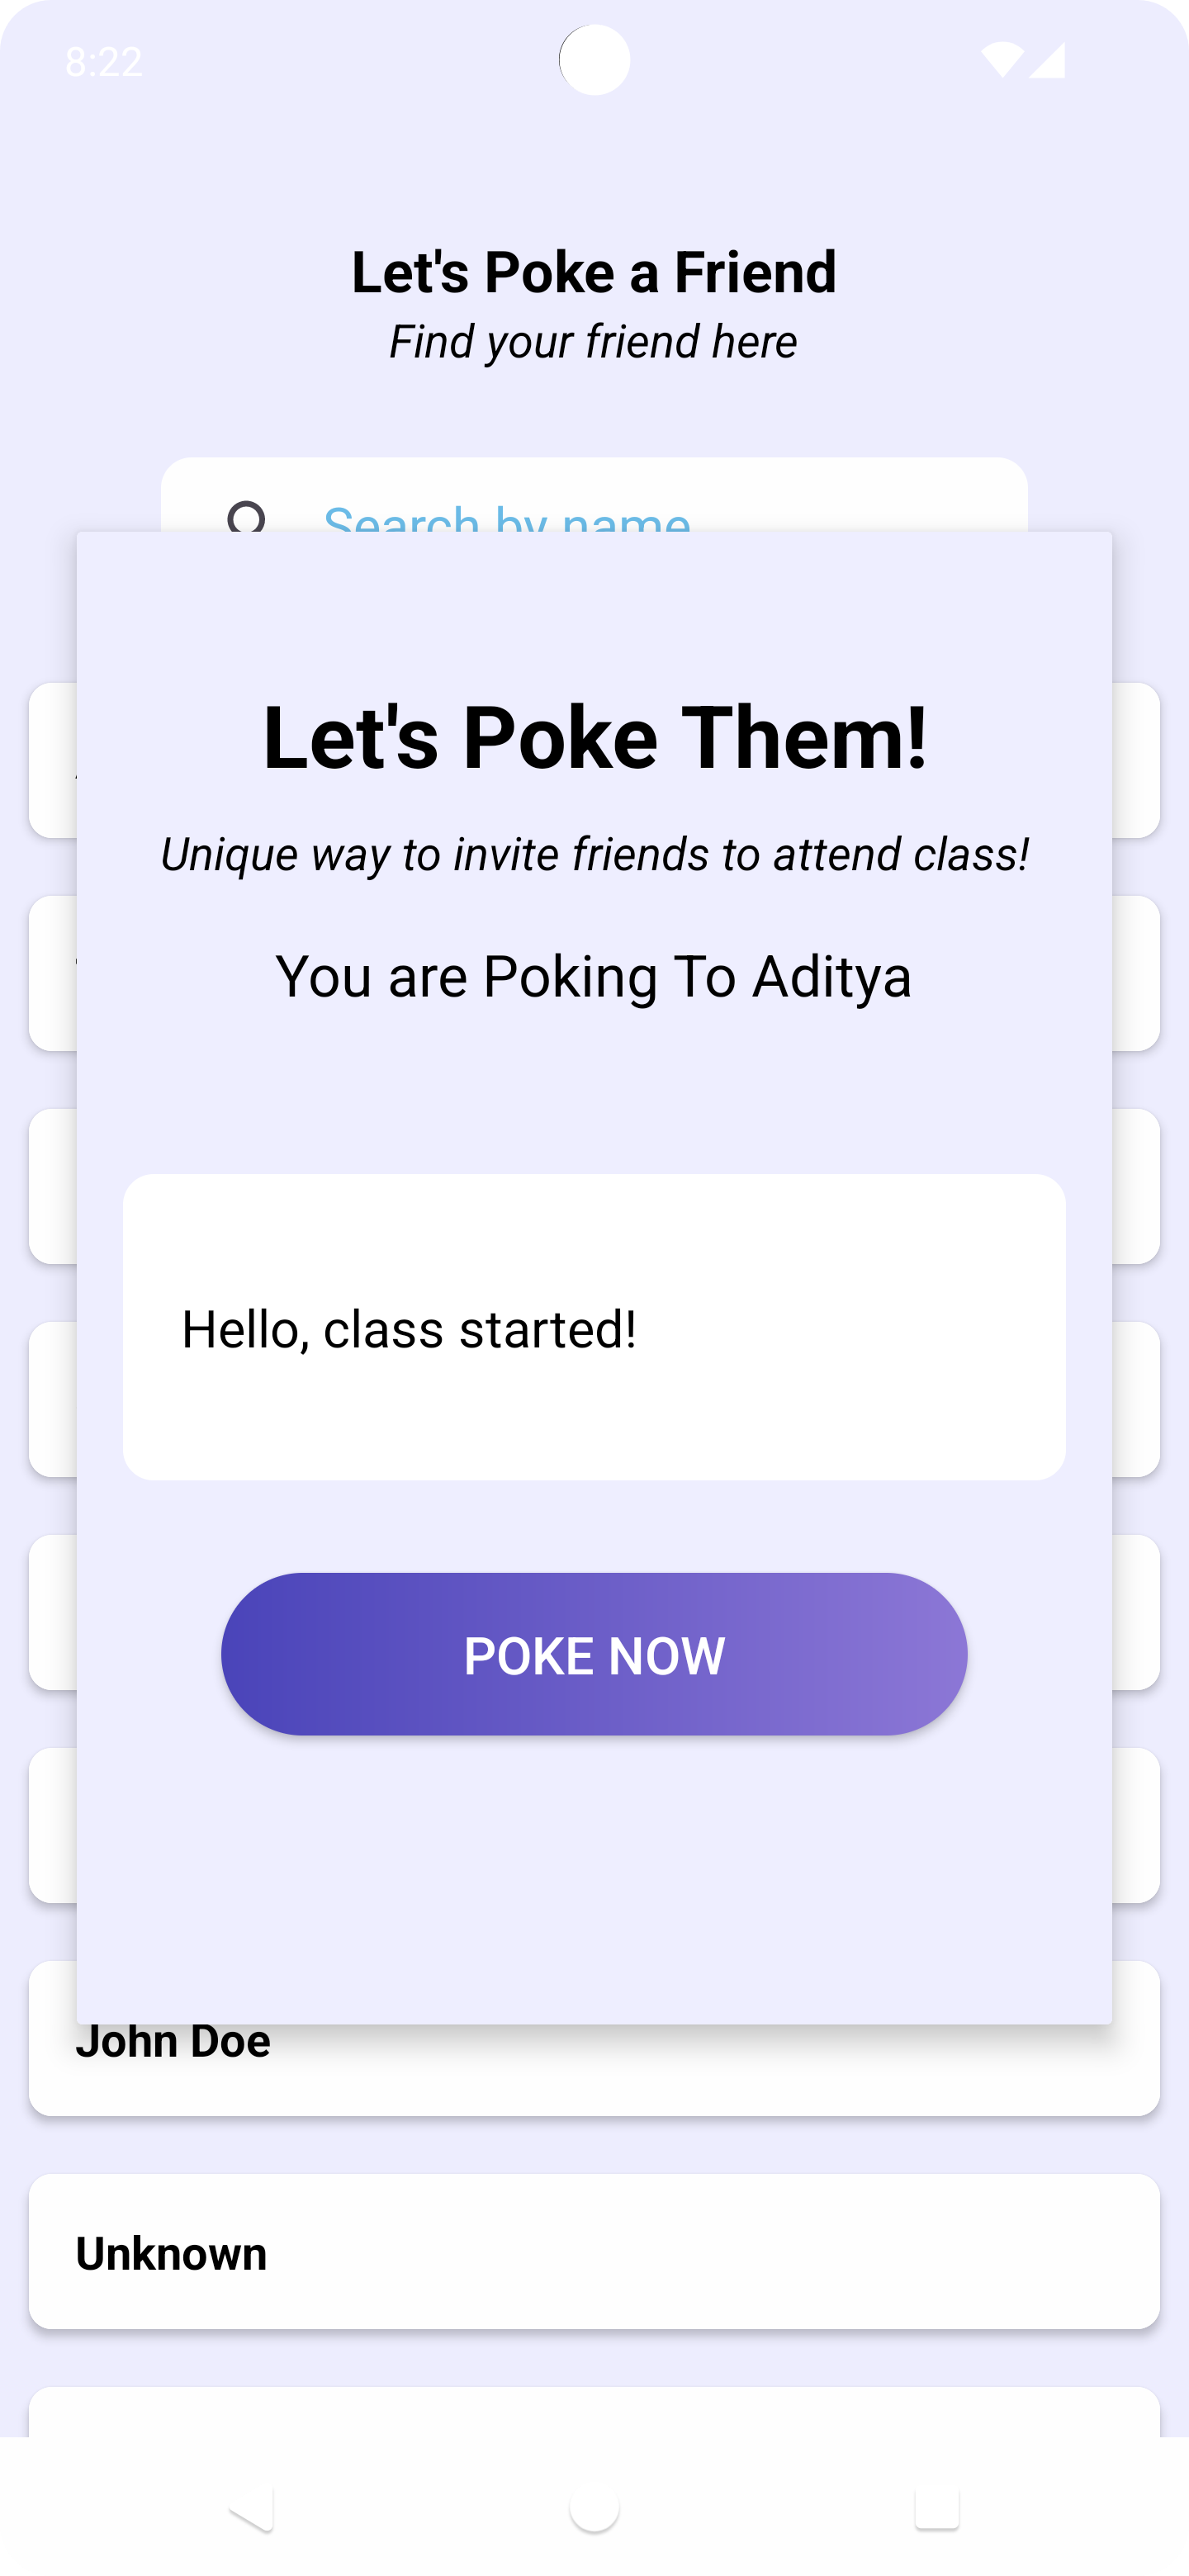 8:22
Let's Poke a Friend
Find your friend here
Search by name
Let's Poke Them!
Unique way to invite friends to attend class!
You are Poking To Aditya
Hello, class started!
POKE NOW
John Doe
Unknown